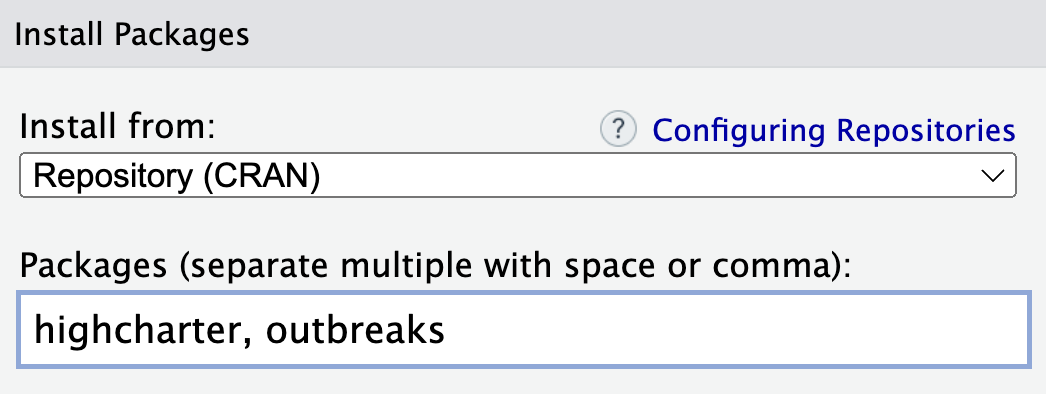 Install Packages
Install from:
? Configuring Repositories
Repository (CRAN)
Packages (separate multiple with space or comma):
highcharter, outbreaks